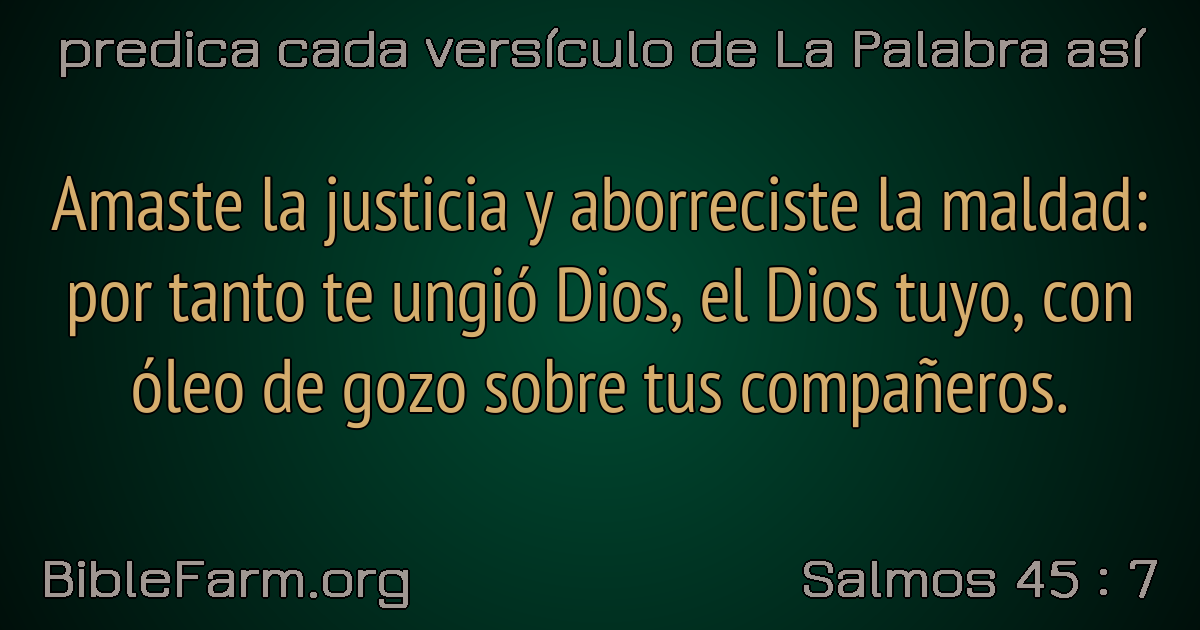 predica cada versículo de La Palabra así
Amaste la justicia y aborreciste la maldad:
por tanto te ungió Dios, el Dios tuyo, con
óleo de gozo sobre tus compañeros.
BibleFarm.org
Salmos 45 : 7